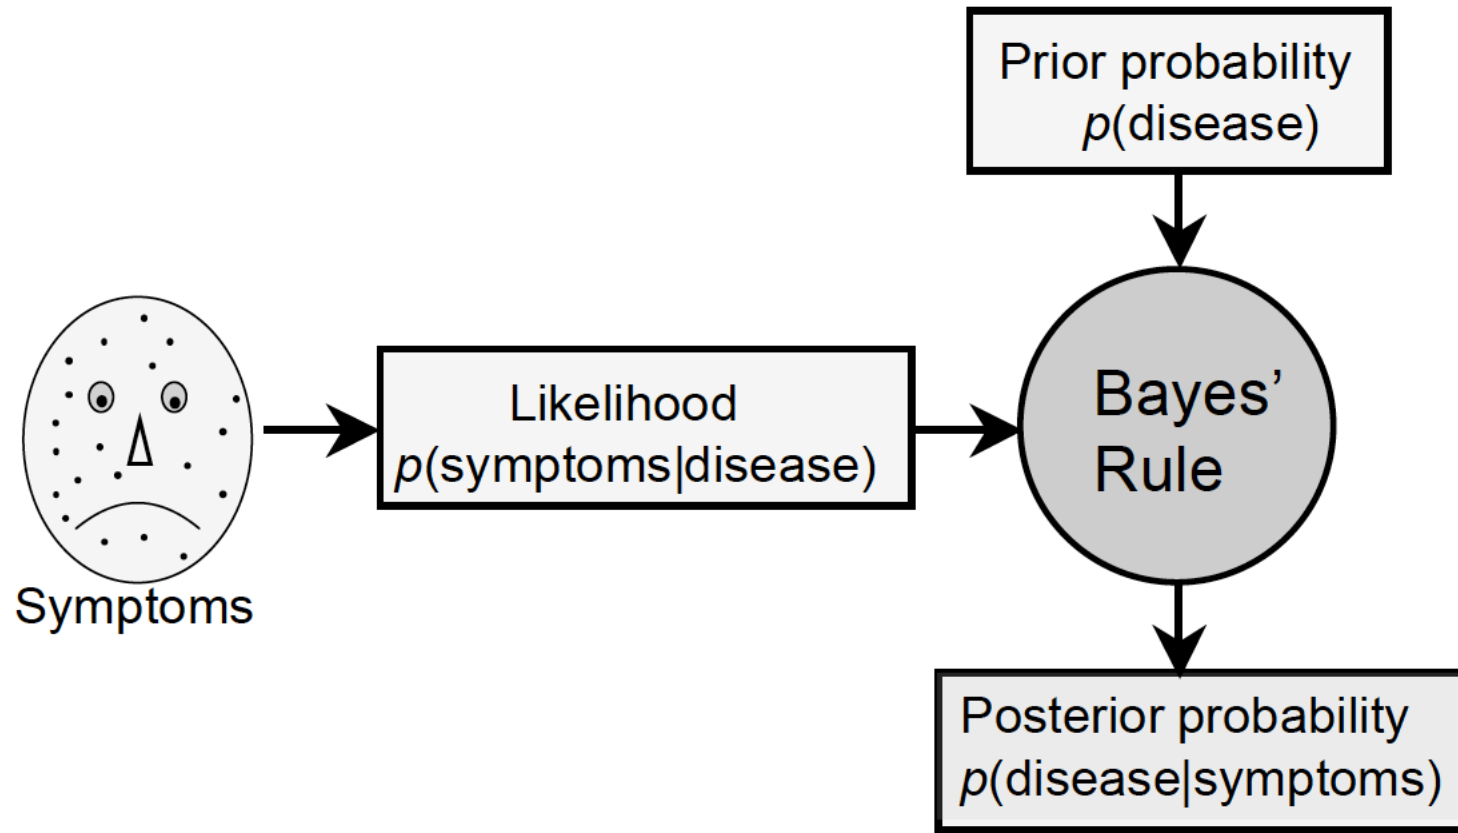 Prior probability
p(disease)
Likelihood
p(symptoms|disease)
Bayes’
Rule
Symptoms
Posterior probability
p(disease|symptoms)